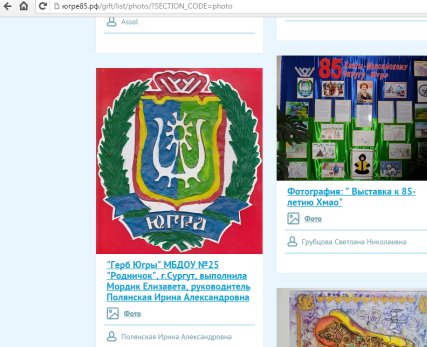 югре85.рф/gift/list/photo/?SECTION_CODE=photo
Assol
ЮГРА
"Герб Югры" МБДОУ №25
"Родничок", г.Сургут, выполнила
Мордик Елизавета, руководитель
Полянская Ирина Александровна
Фото
Полянская Ирина Александровна
85
Фотография: " Выставка к 85-
летию Хмао"
Фото
Грубцова Светлана Николаевна